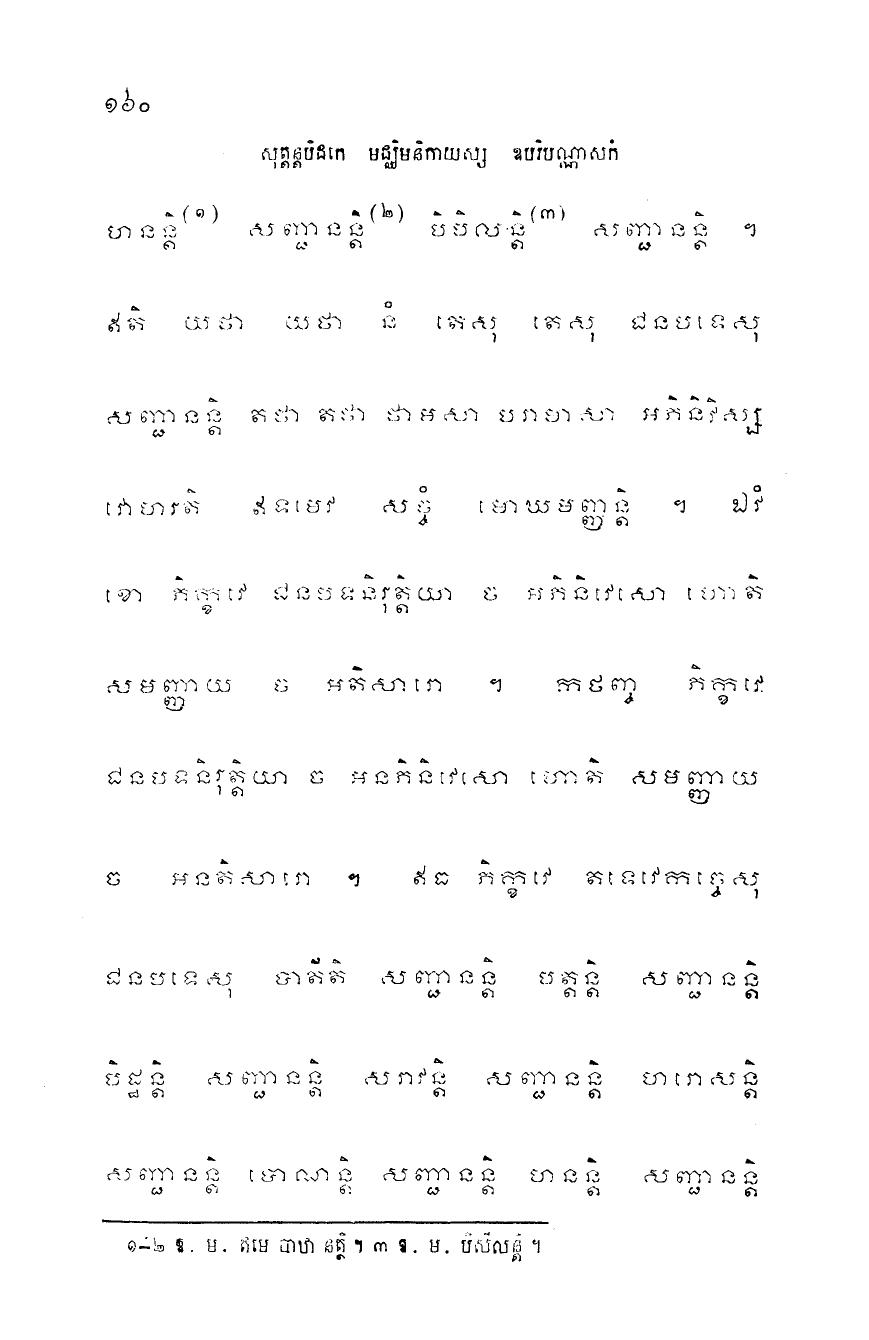 ១៦០
សុត្តន្តបិដកេ មជ្ឈិមនិកាយស្ស ឧបរិបណ្ណាសកំ
ហនន្តិ(១) សញ្ជានន្តិ(២) បិបិលន្តិ(៣) សញ្ជានន្តិ ។
ឥតិ យថា យថា នំ តេសុ តេសុ ជនបទេសុ
សញ្ជានន្តិ តថា តថា ថាមសា បរាមាសា អភិនិវិស្ស
វោហរតិ ឥទមេវ សច្ចំ មោឃមញ្ញន្តិ ។ ឯវំ
ខោ ភិក្ខវេ ជនបទនិរុត្តិយា ច អភិនិវេសោ ហោតិ
សមញ្ញាយ ច អតិសារោ ។ កថញ្ច ភិក្ខវេ
ជនបទនិរុត្តិយា ច អនភិនិវេសោ ហោតិ សមញ្ញាយ
ច អនតិសារោ ។ ឥធ ភិក្ខវេ តទេវេកច្ចេសុ
ជនបទេសុ បាតីតិ សញ្ជានន្តិ បត្តន្តិ សញ្ជានន្តិ
បិដ្ឋន្តិ សញ្ជានន្តិ សរាវន្តិ សញ្ជានន្តិ ហរោសន្តិ
សញ្ជានន្តិ បោណន្តិ សញ្ជានន្តិ ហនន្តិ សញ្ជានន្តិ
១-២ ឱ. ម. ឥមេ បាឋា នត្ថិ ។ ៣ ឱ. ម. បិសីលន្តិ ។